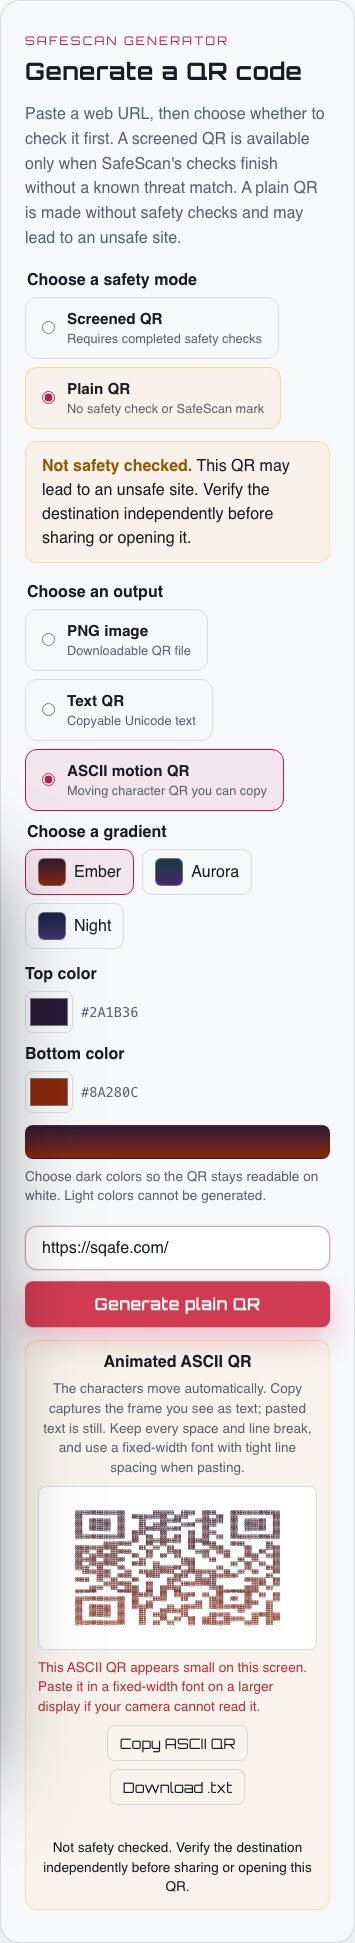 SAFESCAN GENERATOR
Generate a QR code
Paste a web URL, then choose whether to
check it first. A screened QR is available
only when SafeScan's checks finish
without a known threat match. A plain QR
is made without safety checks and may
lead to an unsafe site.
Choose a safety mode
Screened QR
Requires completed safety checks
Plain QR
No safety check or SafeScan mark
Not safety checked. This QR may
lead to an unsafe site. Verify the
destination independently before
sharing or opening it.
Choose an output
PNG image
Downloadable QR file
Text QR
Copyable Unicode text
ASCII motion QR
Moving character QR you can copy
Choose a gradient
Ember
Aurora
Night
Top color
#2A1B36
Bottom color
#8A280C
Choose dark colors so the QR stays readable on
white. Light colors cannot be generated.
https://sqafe.com/
Generate plain QR
Animated ASCII QR
The characters move automatically. Copy
captures the frame you see as text; pasted
text is still. Keep every space and line break,
and use a fixed-width font with tight line
spacing when pasting.
This ASCII QR appears small on this screen.
Paste it in a fixed-width font on a larger
display if your camera cannot read it.
Copy ASCII QR
Download .txt
Not safety checked. Verify the destination
independently before sharing or opening this
QR.